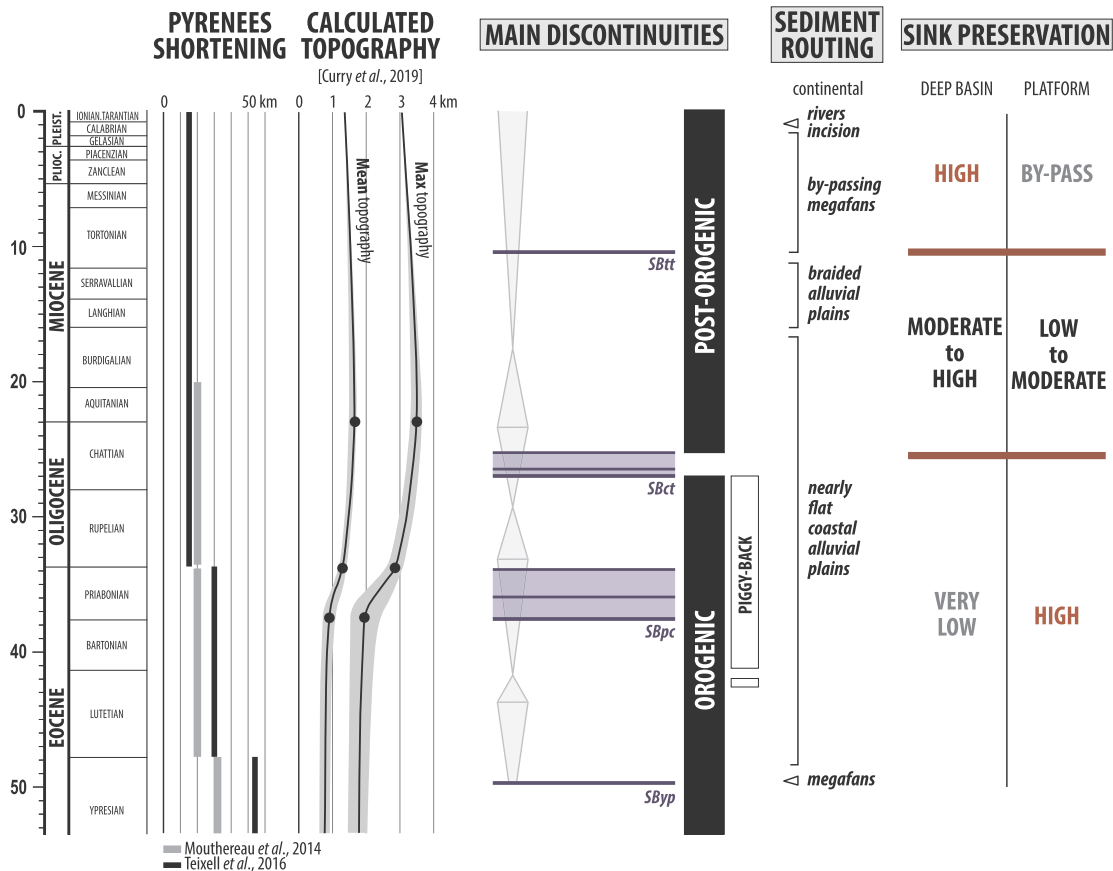 PYRENEES
SHORTENING
CALCULATED
TOPOGRAPHY
[Curry et al., 2019]
MAIN DISCONTINUITIES
SEDIMENT
ROUTING
SINK PRESERVATION
continental
DEEP BASIN
PLATFORM
0
50 km
0
1
2
3
4 km
0
10
20
30
40
50
PLEIST.
PLIOC.
MIOCENE
OLIGOCENE
EOCENE
IONIAN.TARANTIAN
CALABRIAN
GELASIAN
PIACENZIAN
ZANCLEAN
MESSINIAN
TORTONIAN
SERRAVALLIAN
LANGHIAN
BURDIGALIAN
AQUITANIAN
CHATTIAN
RUPELIAN
PRIABONIAN
BARTONIAN
LUTETIAN
YPRESIAN
Mean topography
Max topography
SBtt
SBct
SBpc
SByp
POST-OROGENIC
OROGENIC
PIGGY-BACK
rivers
incision
by-passing
megafans
braided
alluvial
plains
nearly
flat
coastal
alluvial
plains
megafans
HIGH
BY-PASS
MODERATE
to
HIGH
LOW
to
MODERATE
VERY
LOW
HIGH
Mouthereau et al., 2014
Teixell et al., 2016